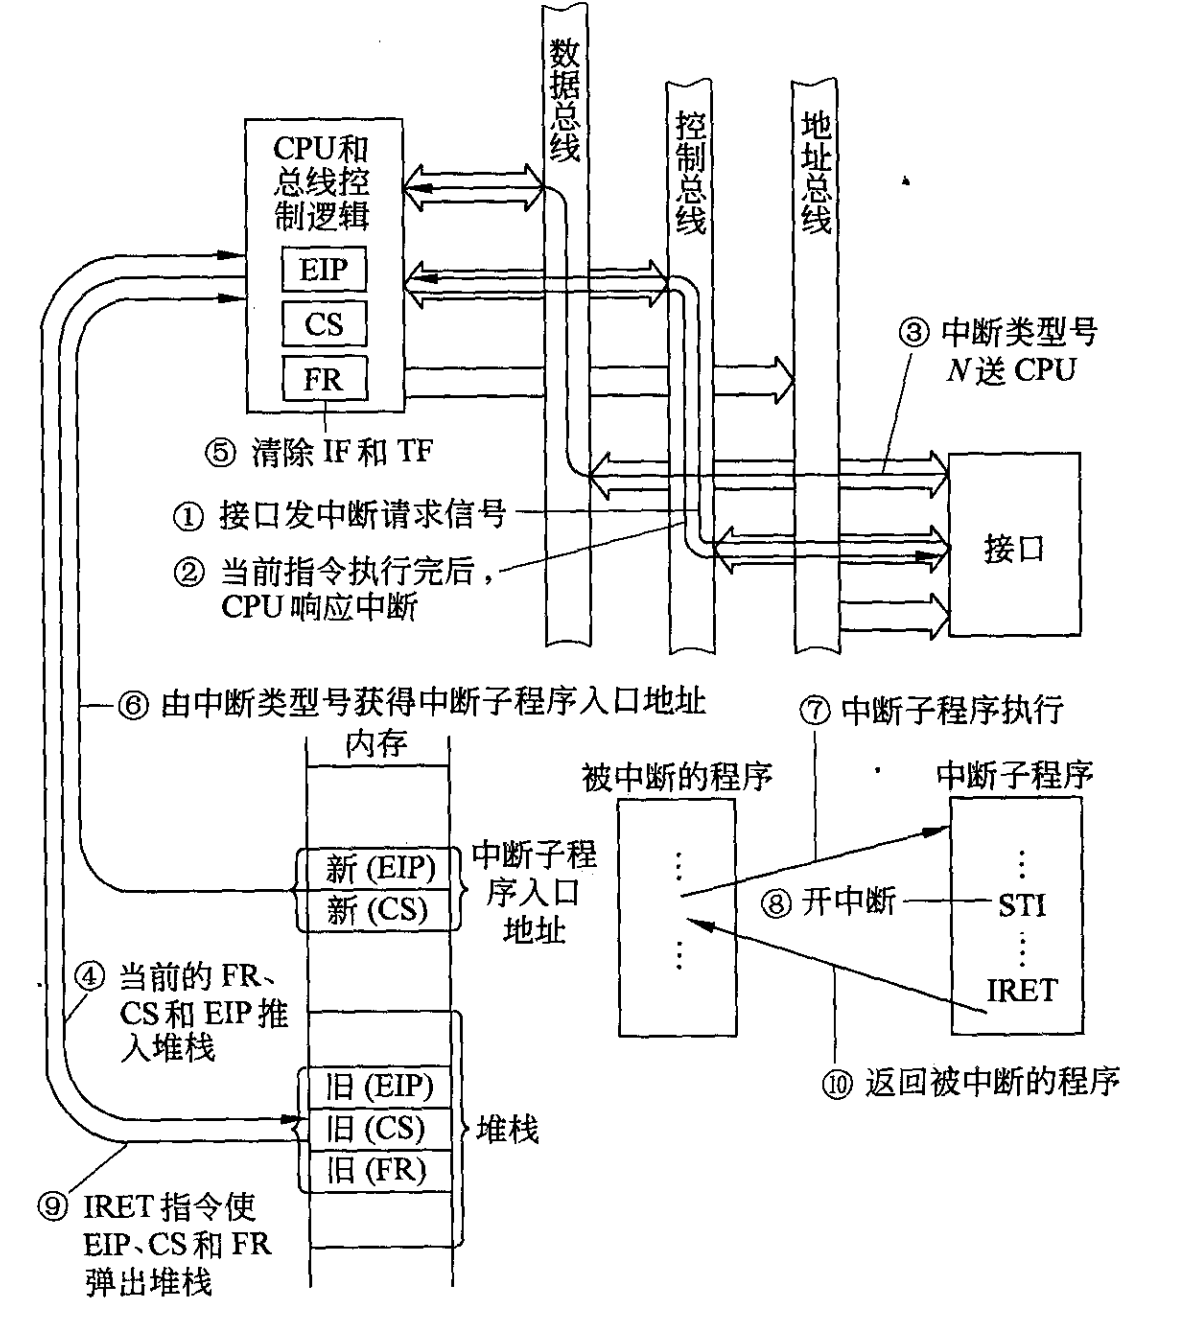 数据总线
控制总线
地址总线
CPU和
总线控
制逻辑
EIP
CS
FR
③ 中断类型号
N送 CPU
⑤ 清除 IF 和 TF
① 接口发中断请求信号
② 当前指令执行完后,
CPU响应中断
接口
⑥ 由中断类型号获得中断子程序入口地址
⑦ 中断子程序执行
内存
被中断的程序
中断子程序
新 (EIP)
新 (CS)
中断子程
序入口
地址
⋮
⋮
⑧ 开中断
STI
⋮
⋮
IRET
④ 当前的 FR、
CS 和 EIP 推
入堆栈
⑩ 返回被中断的程序
旧 (EIP)
旧 (CS)
旧 (FR)
堆栈
⑨ IRET 指令使
EIP、CS 和 FR
弹出堆栈